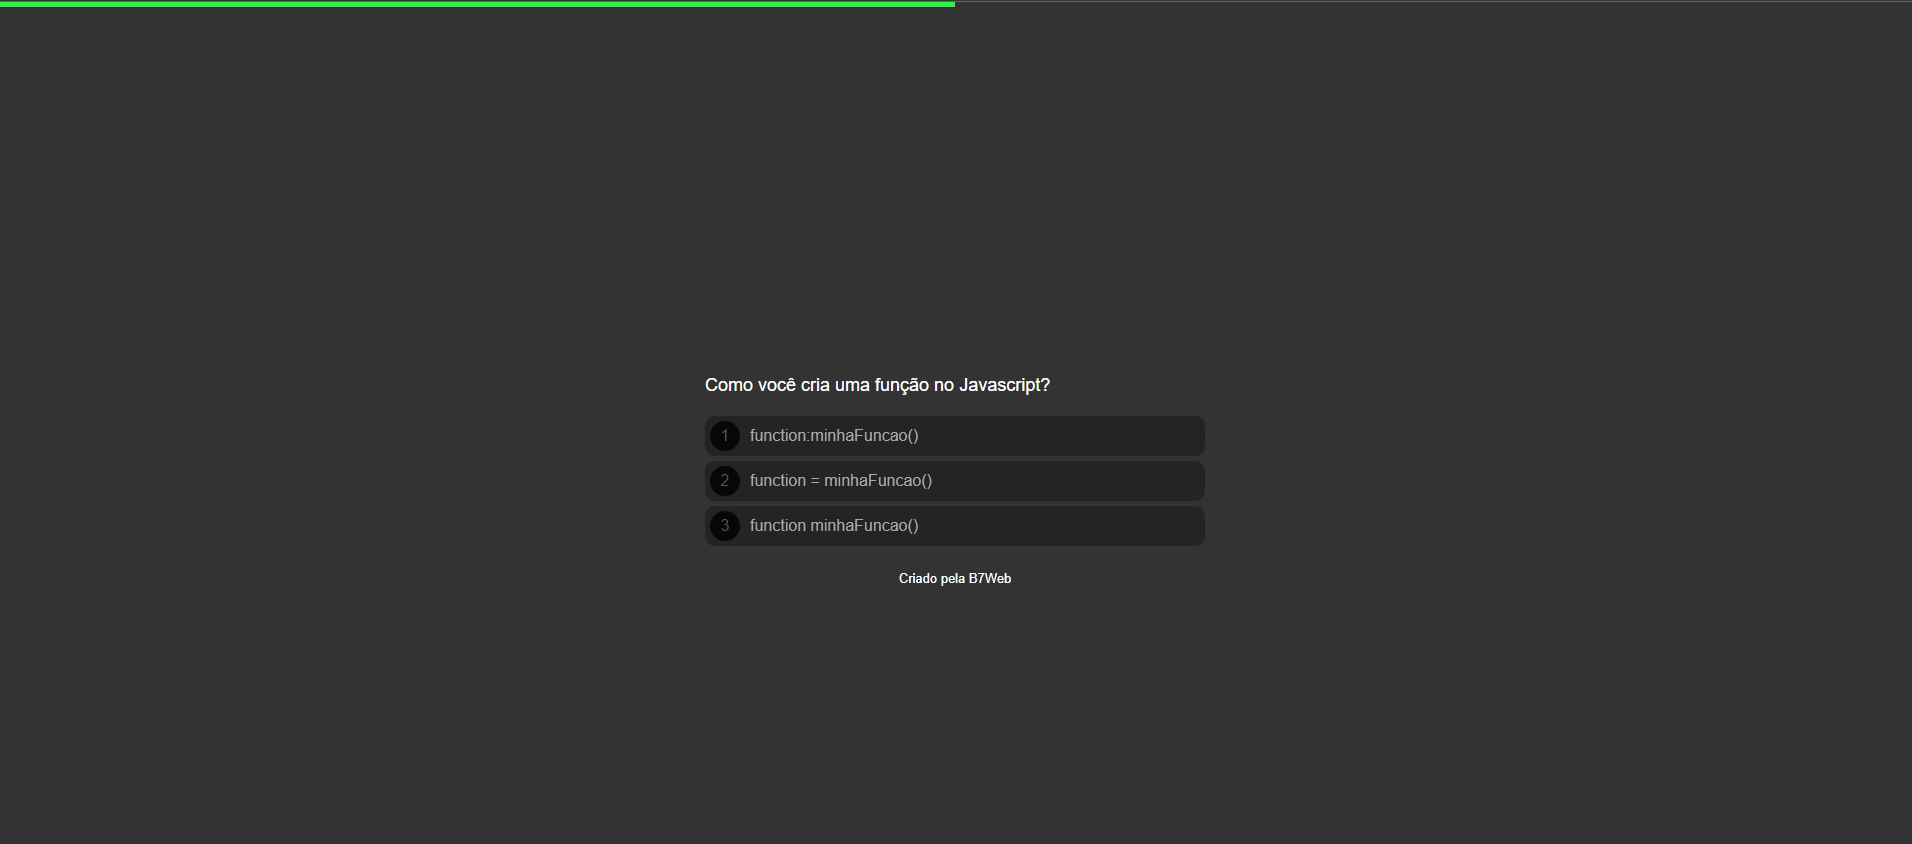 Como você cria uma função no Javascript?
1 function:minhaFuncao()
2 function = minhaFuncao()
3 function minhaFuncao()
Criado pela B7Web